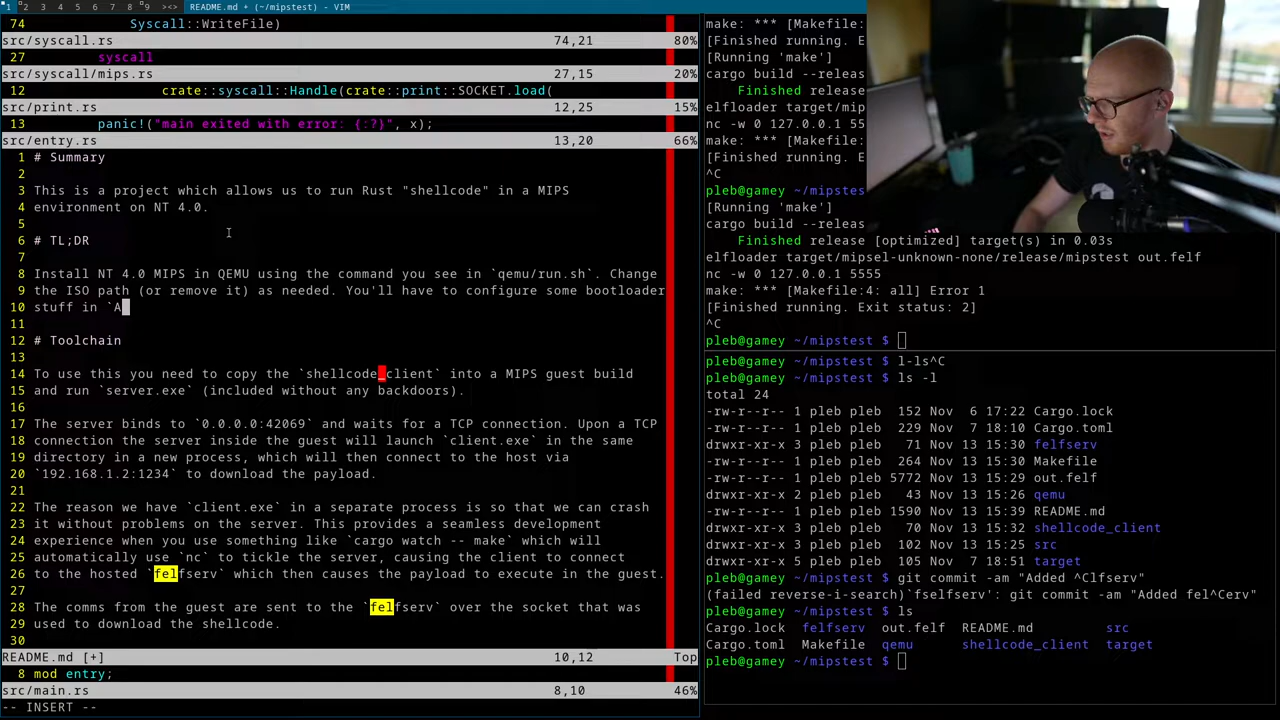 1 2 3 4 5 6 7 8 9 ><> README.md + (~/mipstest) - VIM
74 Syscall::WriteFile)
src/syscall.rs 74,21 80%
27 syscall
src/syscall/mips.rs 27,15 20%
12 crate::syscall::Handle(crate::print::SOCKET.load(
src/print.rs 12,25 15%
13 panic!("main exited with error: {:?}", x);
src/entry.rs 13,20 66%
1 # Summary
2
3 This is a project which allows us to run Rust "shellcode" in a MIPS
4 environment on NT 4.0.
5
6 # TL;DR
7
8 Install NT 4.0 MIPS in QEMU using the command you see in `qemu/run.sh`. Change
9 the ISO path (or remove it) as needed. You'll have to configure some bootloader
10 stuff in `A
11
12 # Toolchain
13
14 To use this you need to copy the `shellcode_client` into a MIPS guest build
15 and run `server.exe` (included without any backdoors).
16
17 The server binds to `0.0.0.0:42069` and waits for a TCP connection. Upon a TCP
18 connection the server inside the guest will launch `client.exe` in the same
19 directory in a new process, which will then connect to the host via
20 `192.168.1.2:1234` to download the payload.
21
22 The reason we have `client.exe` in a separate process is so that we can crash
23 it without problems on the server. This provides a seamless development
24 experience when you use something like `cargo watch -- make` which will
25 automatically use `nc` to tickle the server, causing the client to connect
26 to the hosted `felfserv` which then causes the payload to execute in the guest.
27
28 The comms from the guest are sent to the `felfserv` over the socket that was
29 used to download the shellcode.
30
README.md [+] 10,12 Top
8 mod entry;
src/main.rs 8,10 46%
-- INSERT --
make: *** [Makefile:4: all] E
[Finished running. E
[Running 'make']
cargo build --releas
Finished release
elfloader target/mip
nc -w 0 127.0.0.1 55
make: *** [Makefile:
[Finished running. E
^C
pleb@gamey ~/mipstes
[Running 'make']
cargo build --releas
Finished release [optimized] target(s) in 0.03s
elfloader target/mipsel-unknown-none/release/mipstest out.felf
nc -w 0 127.0.0.1 5555
make: *** [Makefile:4: all] Error 1
[Finished running. Exit status: 2]
^C
pleb@gamey ~/mipstest $
pleb@gamey ~/mipstest $ l-ls^C
pleb@gamey ~/mipstest $ ls -l
total 24
-rw-r--r-- 1 pleb pleb 152 Nov 6 17:22 Cargo.lock
-rw-r--r-- 1 pleb pleb 229 Nov 7 18:10 Cargo.toml
drwxr-xr-x 3 pleb pleb 71 Nov 13 15:30 felfserv
-rw-r--r-- 1 pleb pleb 264 Nov 13 15:30 Makefile
-rw-r--r-- 1 pleb pleb 5772 Nov 13 15:29 out.felf
drwxr-xr-x 2 pleb pleb 43 Nov 13 15:26 qemu
-rw-r--r-- 1 pleb pleb 1590 Nov 13 15:39 README.md
drwxr-xr-x 3 pleb pleb 70 Nov 13 15:32 shellcode_client
drwxr-xr-x 3 pleb pleb 102 Nov 13 15:25 src
drwxr-xr-x 5 pleb pleb 105 Nov 7 18:51 target
pleb@gamey ~/mipstest $ git commit -am "Added ^Clfserv"
(failed reverse-i-search)`fselfserv': git commit -am "Added fel^Cerv"
pleb@gamey ~/mipstest $ ls
Cargo.lock felfserv out.felf README.md src
Cargo.toml Makefile qemu shellcode_client target
pleb@gamey ~/mipstest $